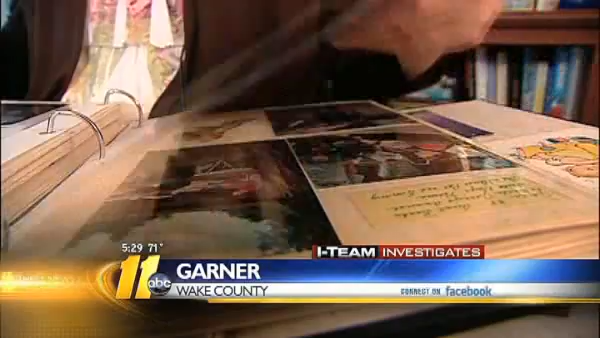 I-TEAM INVESTIGATES
5:29 71°
11 abc
GARNER
WAKE COUNTY
CONNECT ON facebook